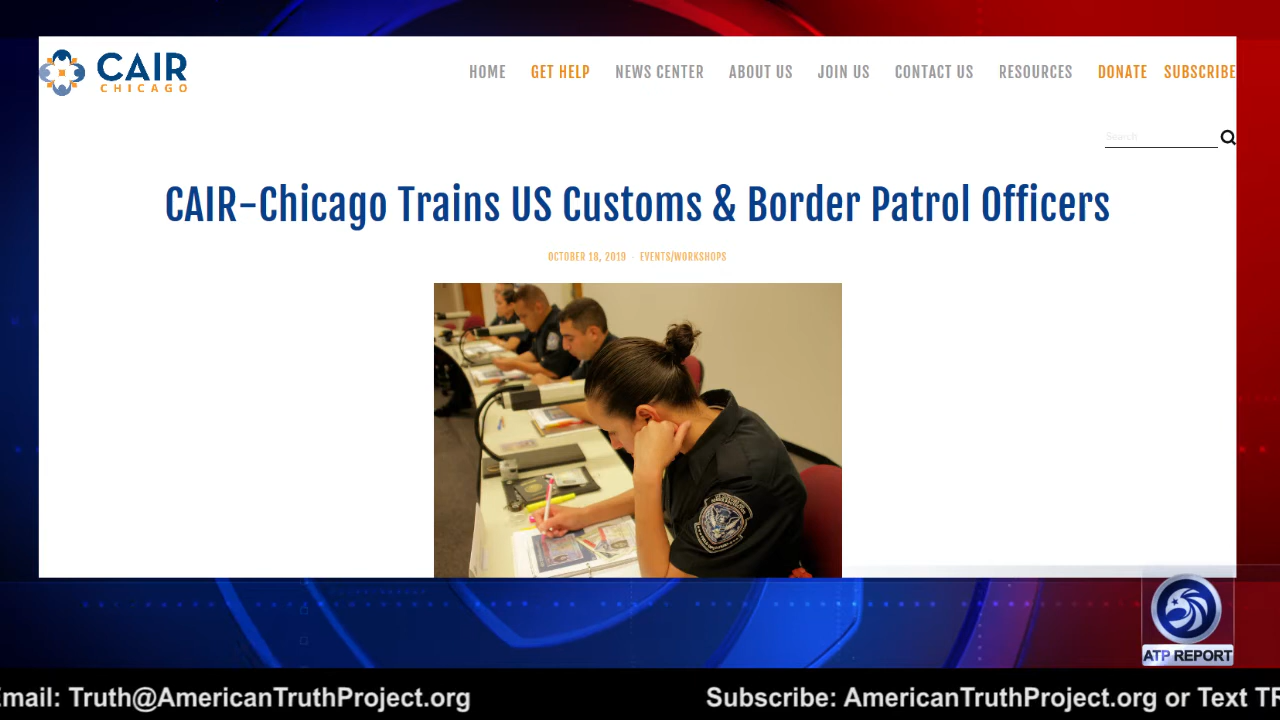 CAIR
CHICAGO
HOME GET HELP NEWS CENTER ABOUT US JOIN US CONTACT US RESOURCES DONATE SUBSCRIBE
Search
CAIR-Chicago Trains US Customs & Border Patrol Officers
OCTOBER 18, 2019 · EVENTS/WORKSHOPS
ATP REPORT
Email: Truth@AmericanTruthProject.org Subscribe: AmericanTruthProject.org or Text